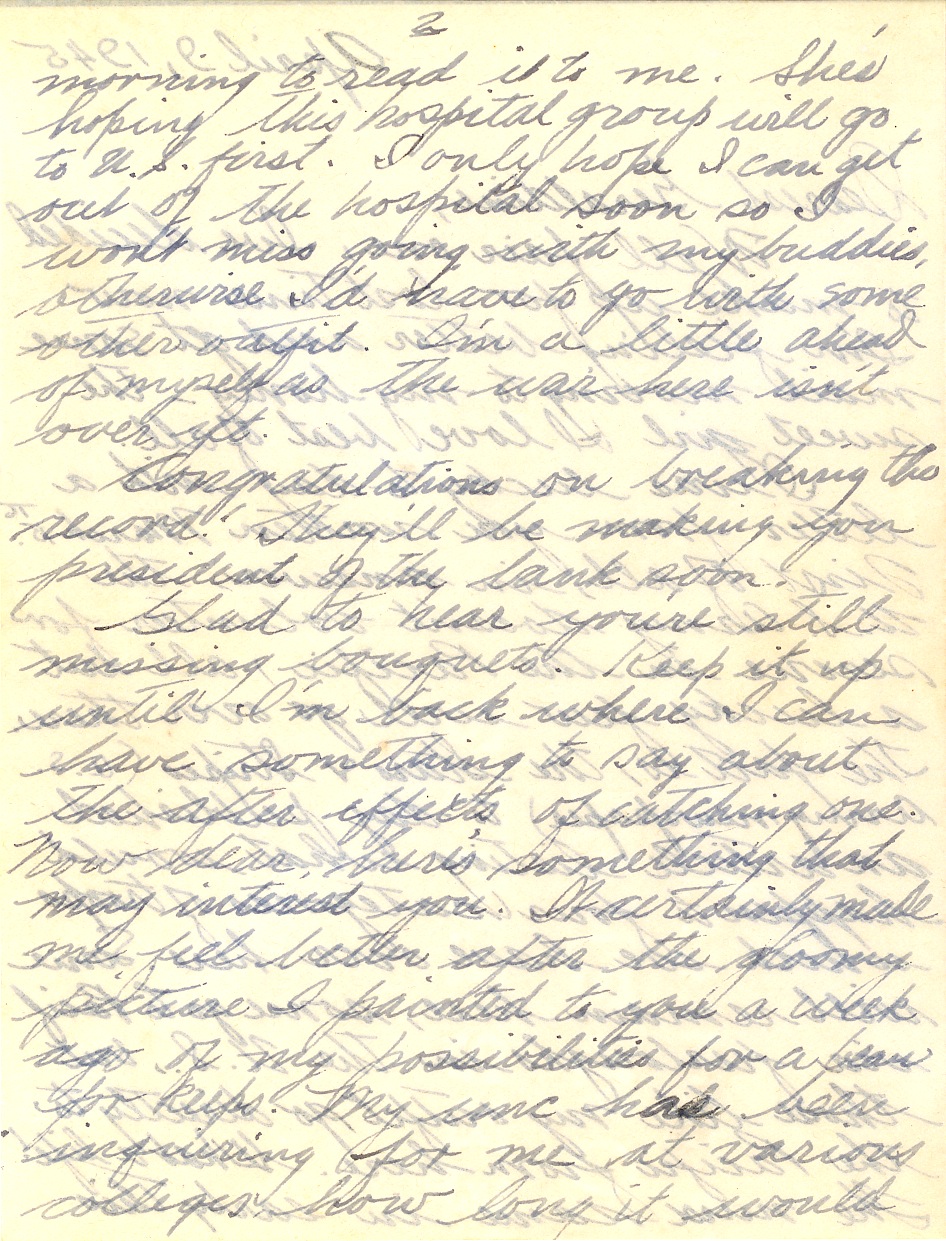 2
morning to read it to me. She's
hoping this hospital group will go
to U.S. first. I only hope I can get
out of the hospital soon so I
won't miss going with my buddies,
otherwise I'd have to go with some
other outfit. I'm a little ahead
of myself as the war here isn't
over yet.
Congratulations on breaking the
record. They'll be making you
president of the bank soon.
Glad to hear you're still
missing bouquets. Keep it up
until I'm back where I can
have something to say about
the after effects of catching one.
Now dear, here's something that
may interest you. It certainly made
me feel better after the gloomy
picture I painted to you a week
ago of my possibilities for a beau
for keeps. My unc has been
inquiring for me at various
colleges, how long it would